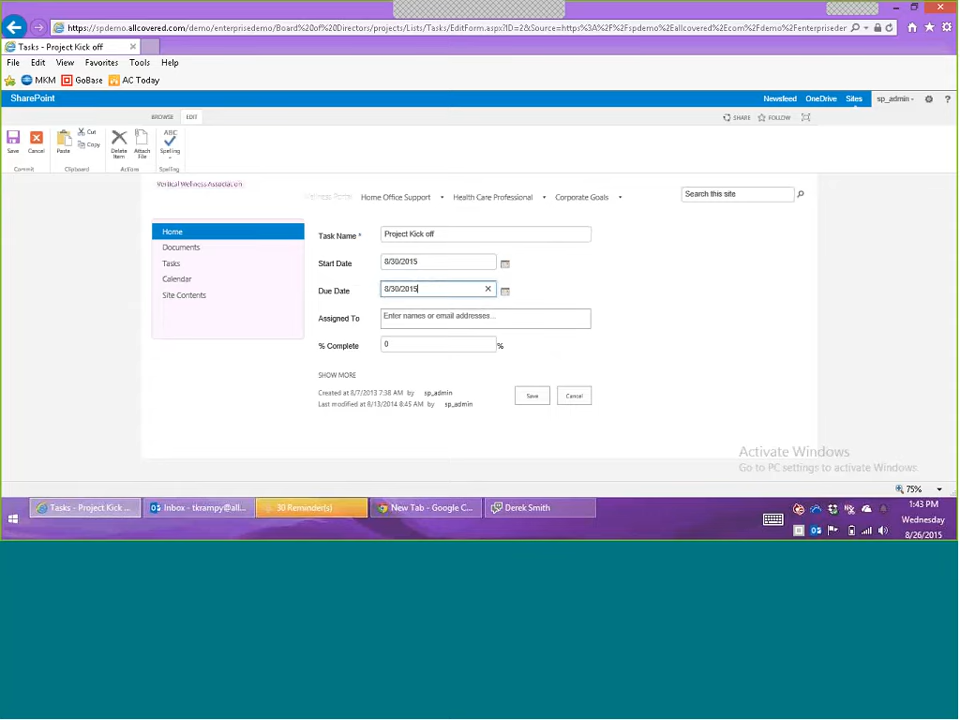 https://spdemo.allcovered.com/demo/enterprisedemo/Board%20of%20Directors/projects/Lists/Tasks/EditForm.aspx?ID=2&Source=https%3A%2F%2Fspdemo%2Eallcovered%2Ecom%2Fdemo%2Fenterpriseder
Tasks - Project Kick off
File Edit View Favorites Tools Help
MKM GoBase AC Today
SharePoint Newsfeed OneDrive Sites sp_admin ?
BROWSE EDIT SHARE FOLLOW
Save Cancel Paste Cut Copy Delete Item Attach File ABC Spelling
Commit Clipboard Actions Spelling
Vertical Wellness Association
Wellness Portal Home Office Support Health Care Professional Corporate Goals Search this site
Home
Documents
Tasks
Calendar
Site Contents
Task Name * Project Kick off
Start Date 8/30/2015
Due Date 8/30/2015
Assigned To Enter names or email addresses...
% Complete 0 %
SHOW MORE
Created at 8/7/2013 7:38 AM by sp_admin
Last modified at 8/13/2014 8:45 AM by sp_admin
Save Cancel
Activate Windows
Go to PC settings to activate Windows.
75%
Tasks - Project Kick ... Inbox - tkrampy@all... 30 Reminder(s) New Tab - Google C... Derek Smith
1:43 PM
Wednesday
8/26/2015